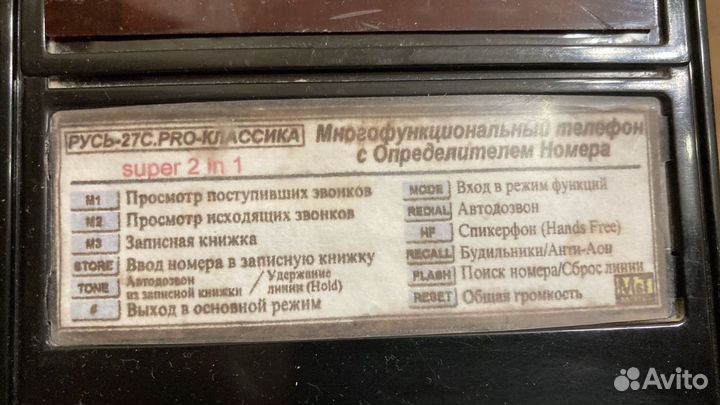 РУСЬ-27С.PRO-КЛАССИКА
super 2 in 1
Многофункциональный телефон
с Определителем Номера
M1 Просмотр поступивших звонков
M2 Просмотр исходящих звонков
M3 Записная книжка
STORE Ввод номера в записную книжку
TONE Автодозвон из записной книжки / Удержание линии (Hold)
# Выход в основной режим
MODE Вход в режим функций
REDIAL Автодозвон
HF Спикерфон (Hands Free)
RECALL Будильники/Анти-Аон
FLASH Поиск номера/Сброс линии
RESET Общая громкость
Avito